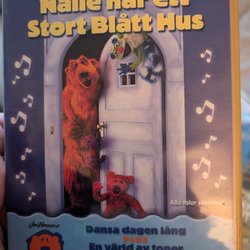 Nalle har ett
Stort Blått Hus
Alla talar svenska
Jim Henson's
Dansa dagen lång
PLUS
En värld av toner